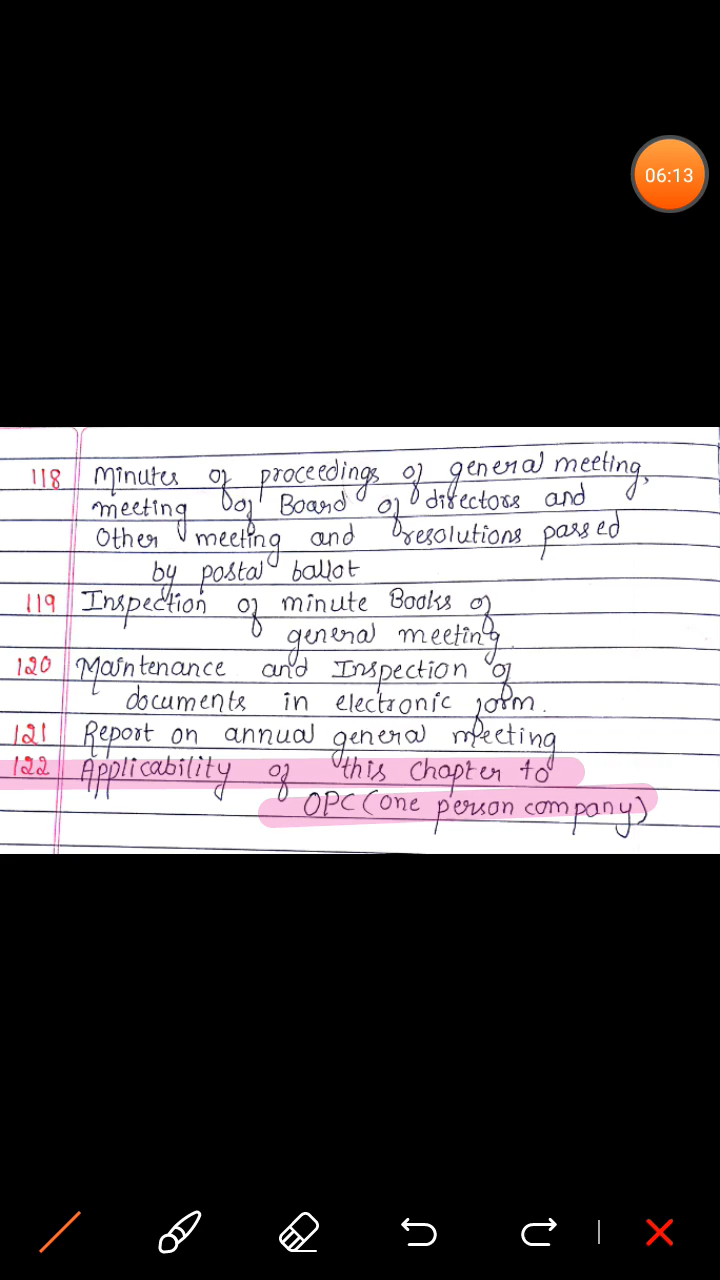 06:13
118 Minutes of proceedings of general meeting,
meeting of Board of directors and
Other meeting and resolutions passed
by postal ballot
119 Inspection of minute Books of
general meeting
120 Maintenance and Inspection of
documents in electronic form.
121 Report on annual general meeting
122 Applicability of this Chapter to
OPC (one person company)